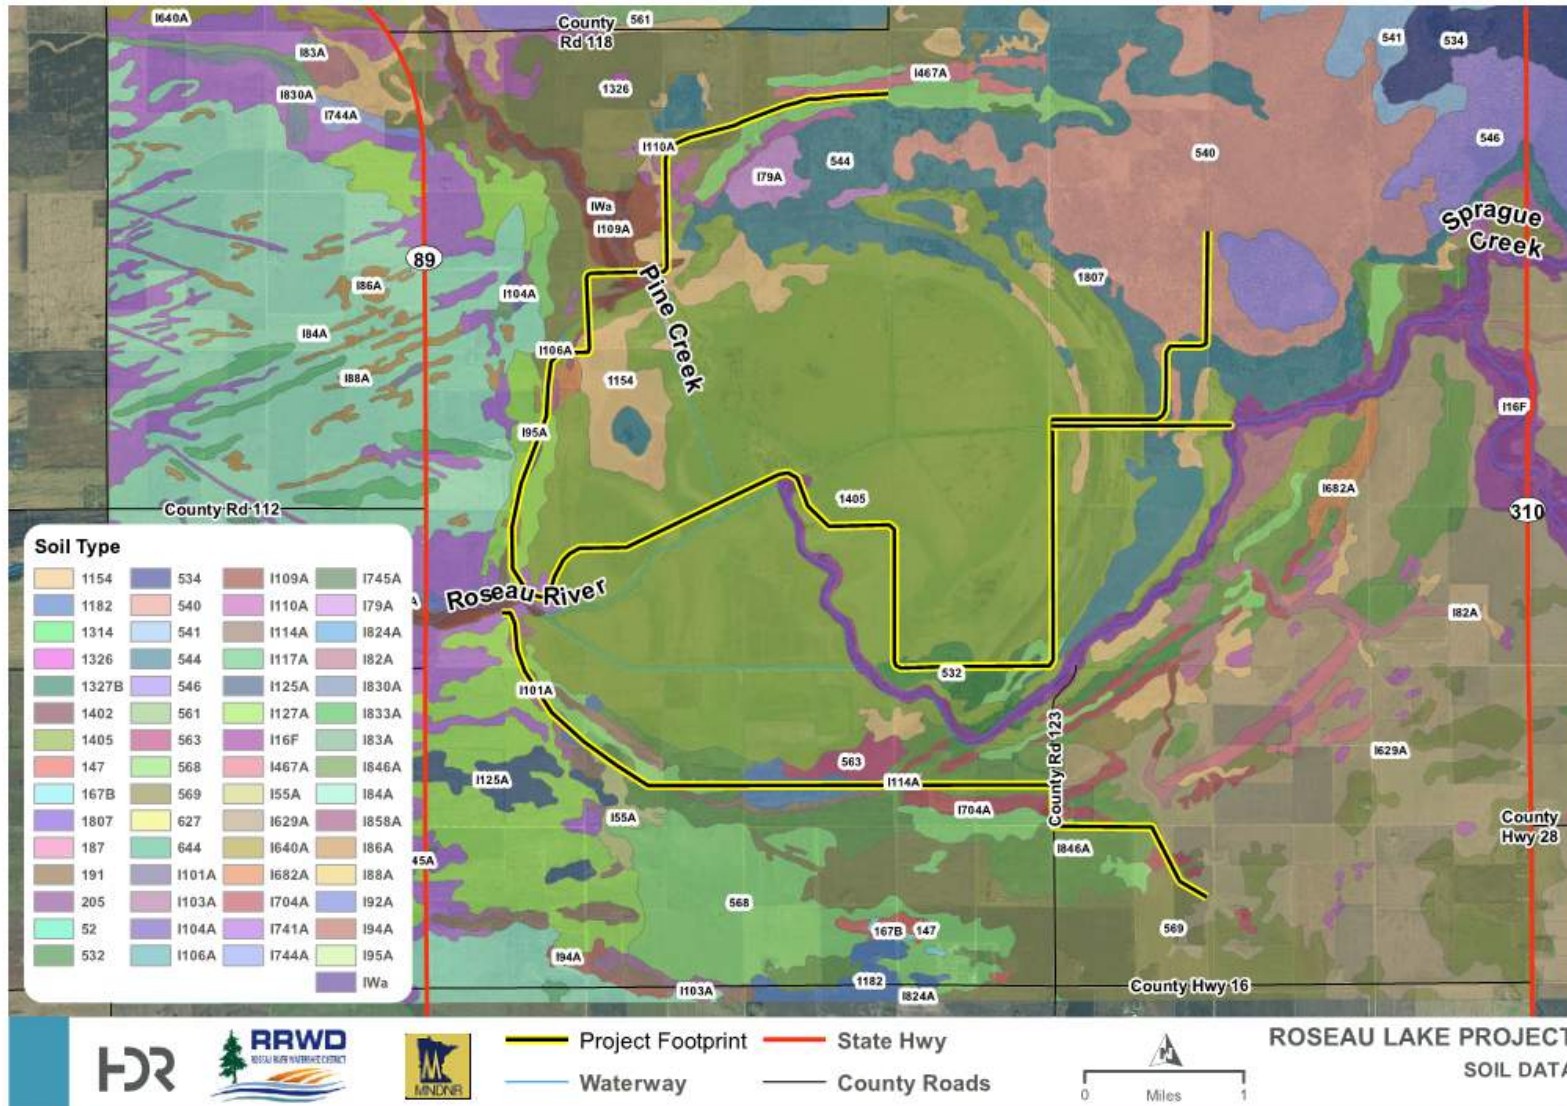 I640A
County
Rd 118
561
541
534
I83A
I467A
1326
I830A
I744A
I110A
544
540
546
I79A
IWa
I109A
Sprague
Creek
89
Pine Creek
1807
I86A
I104A
I84A
I106A
I88A
1154
I16F
I95A
I682A
1405
County Rd 112
310
Roseau River
I82A
532
I101A
County Rd 123
I629A
563
I125A
I114A
I704A
I55A
County
Hwy 28
I846A
45A
568
167B
147
569
I94A
1182
County Hwy 16
I103A
I824A
Soil Type
1154 534 I109A I745A
1182 540 I110A I79A
1314 541 I114A I824A
1326 544 I117A I82A
1327B 546 I125A I830A
1402 561 I127A I833A
1405 563 I16F I83A
147 568 I467A I846A
167B 569 I55A I84A
1807 627 I629A I858A
187 644 I640A I86A
191 I101A I682A I88A
205 I103A I704A I92A
52 I104A I741A I94A
532 I106A I744A I95A
IWa
HDR
RRWD
ROSEAU RIVER WATERSHED DISTRICT
MNDNR
Project Footprint
State Hwy
Waterway
County Roads
N
0 Miles 1
ROSEAU LAKE PROJECT
SOIL DATA